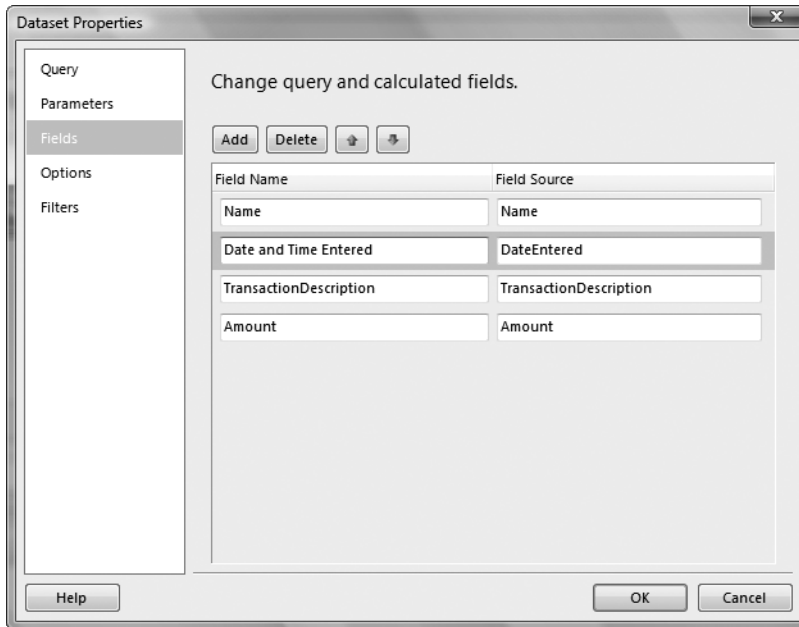 Dataset Properties
Query
Parameters
Fields
Options
Filters
Change query and calculated fields.
Add Delete
Field Name Field Source
Name Name
Date and Time Entered DateEntered
TransactionDescription TransactionDescription
Amount Amount
Help OK Cancel